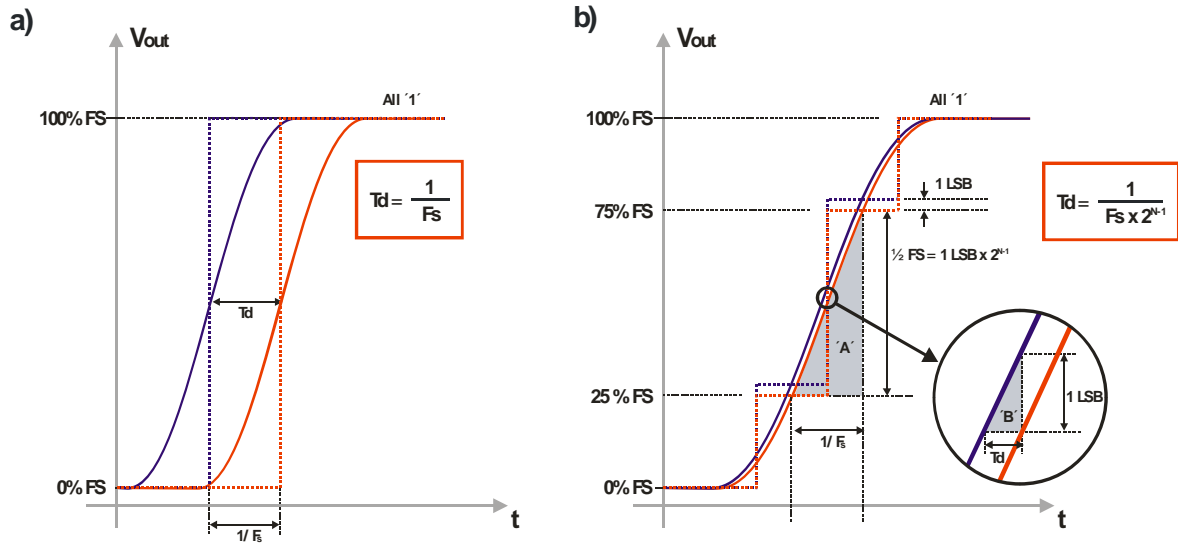 a)
Vout
100% FS
All ´1´
Td = 1 / Fs
Td
0% FS
1/ Fs
t
b)
Vout
100% FS
All ´1´
1 LSB
75% FS
Td = 1 / Fs x 2^N-1
½ FS = 1 LSB x 2^N-1
´A´
25 % FS
1/ Fs
´B´
1 LSB
Td
0% FS
t